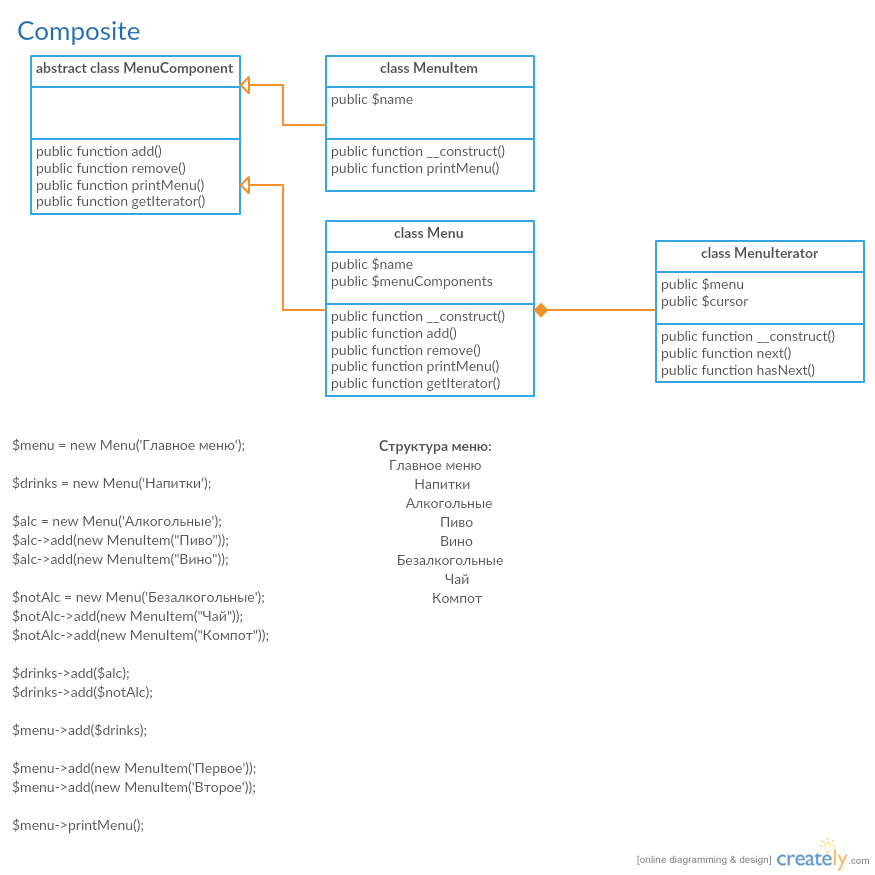 Composite
abstract class MenuComponent
public function add()
public function remove()
public function printMenu()
public function getIterator()
class MenuItem
public $name
public function __construct()
public function printMenu()
class Menu
public $name
public $menuComponents
public function __construct()
public function add()
public function remove()
public function printMenu()
public function getIterator()
class MenuIterator
public $menu
public $cursor
public function __construct()
public function next()
public function hasNext()
$menu = new Menu('Главное меню');
$drinks = new Menu('Напитки');
$alc = new Menu('Алкогольные');
$alc->add(new MenuItem("Пиво"));
$alc->add(new MenuItem("Вино"));
$notAlc = new Menu('Безалкогольные');
$notAlc->add(new MenuItem("Чай"));
$notAlc->add(new MenuItem("Компот"));
$drinks->add($alc);
$drinks->add($notAlc);
$menu->add($drinks);
$menu->add(new MenuItem('Первое'));
$menu->add(new MenuItem('Второе'));
$menu->printMenu();
Структура меню:
Главное меню
Напитки
Алкогольные
Пиво
Вино
Безалкогольные
Чай
Компот
[online diagramming & design] creately.com